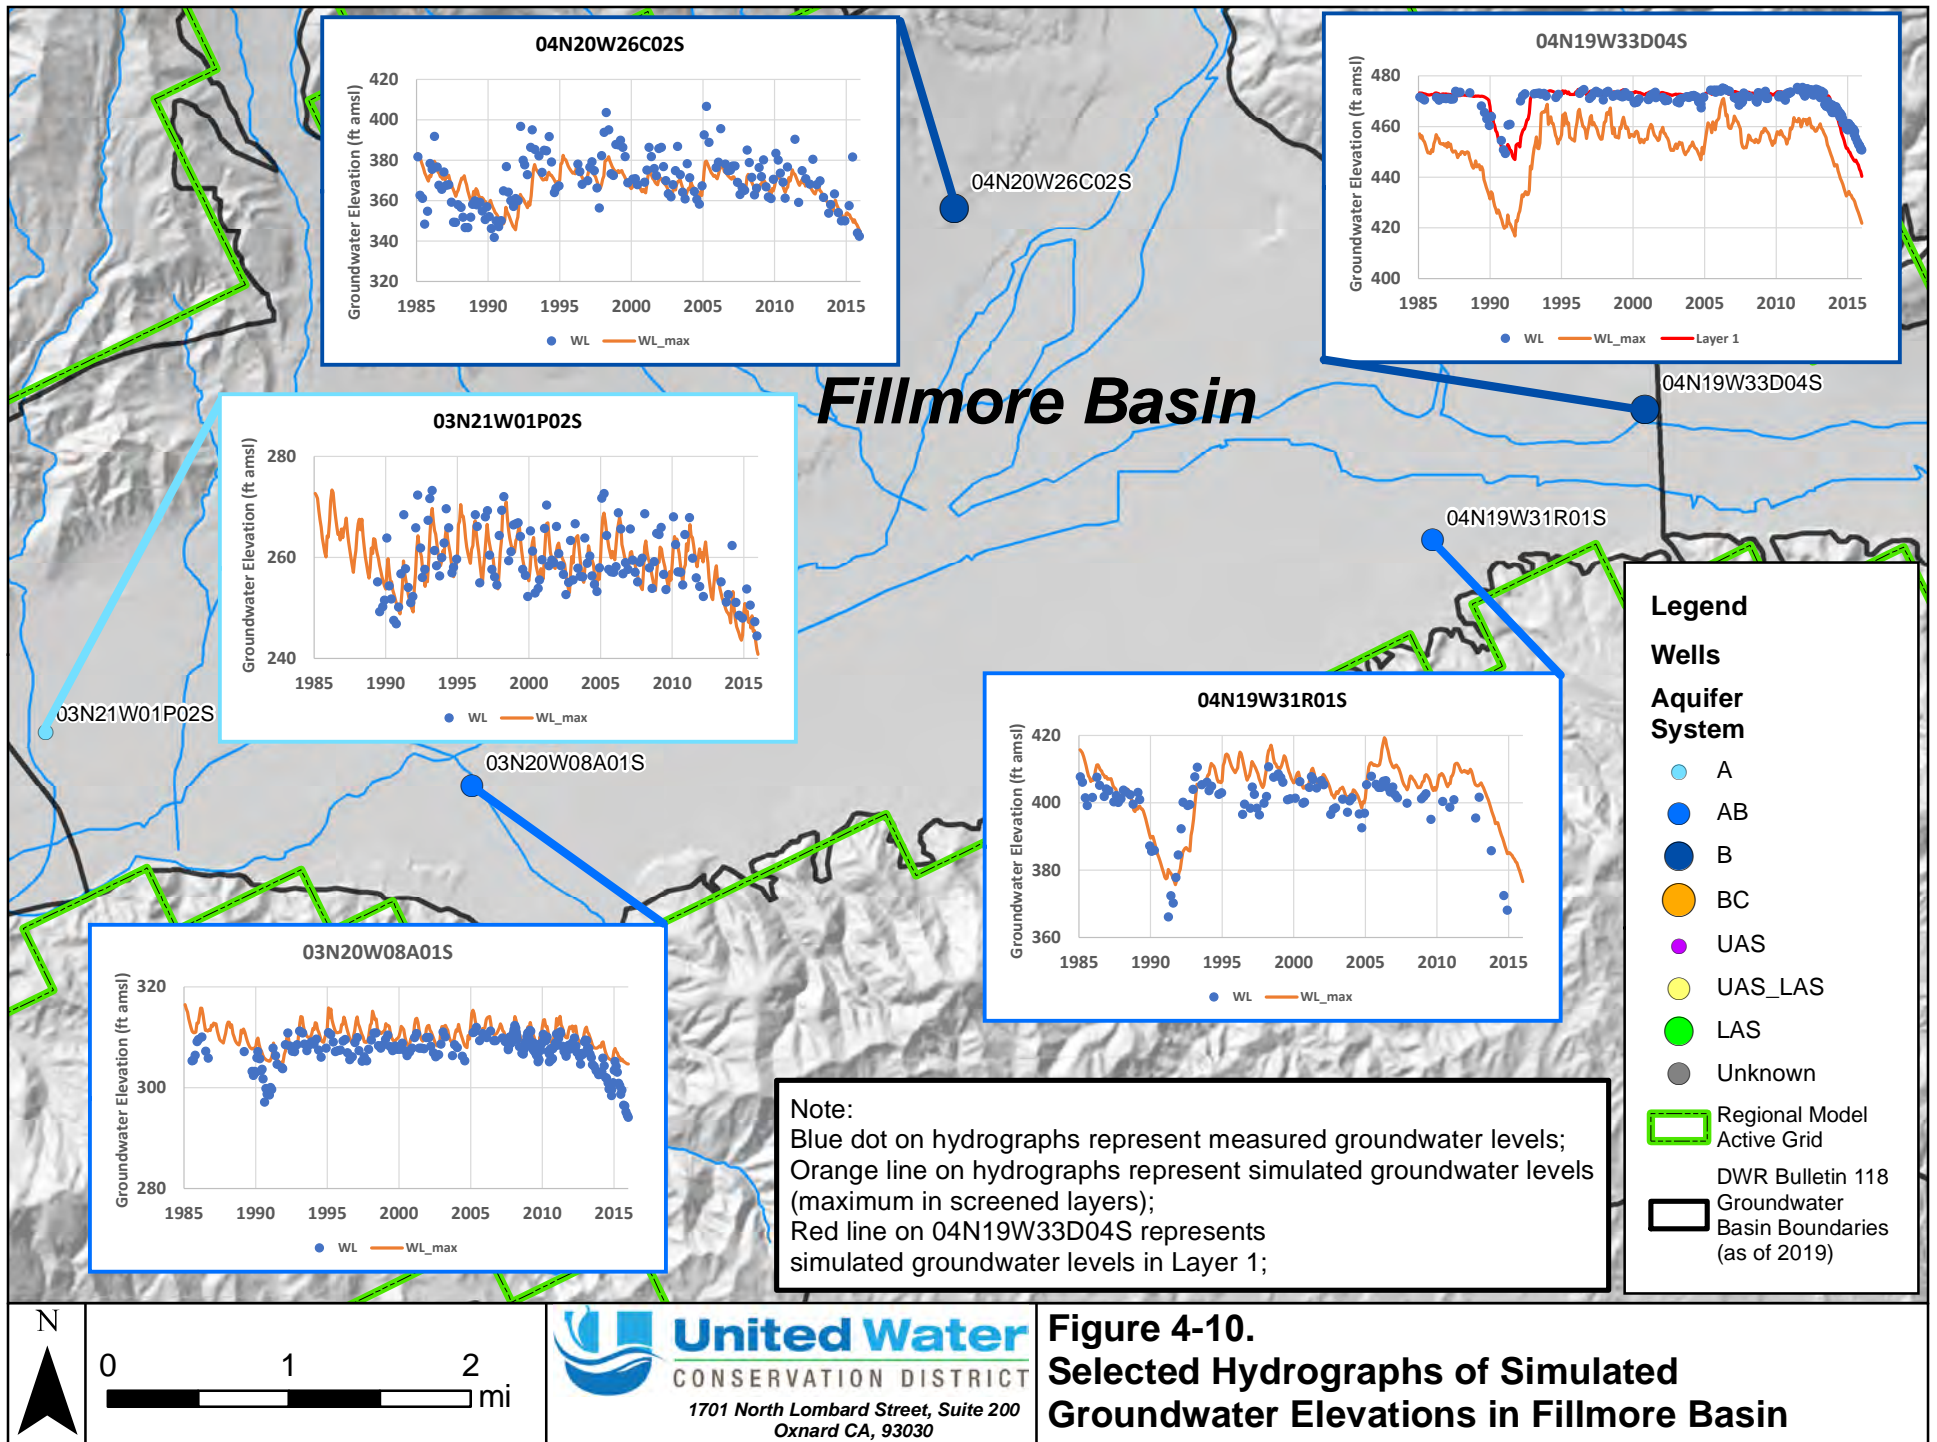 04N20W26C02S
Groundwater Elevation (ft amsl)
420
400
380
360
340
320
1985 1990 1995 2000 2005 2010 2015
WL WL_max
04N19W33D04S
Groundwater Elevation (ft amsl)
480
460
440
420
400
1985 1990 1995 2000 2005 2010 2015
WL WL_max Layer 1
04N20W26C02S
04N19W33D04S
Fillmore Basin
03N21W01P02S
Groundwater Elevation (ft amsl)
280
260
240
1985 1990 1995 2000 2005 2010 2015
WL WL_max
04N19W31R01S
03N21W01P02S
03N20W08A01S
04N19W31R01S
Groundwater Elevation (ft amsl)
420
400
380
360
1985 1990 1995 2000 2005 2010 2015
WL WL_max
03N20W08A01S
Groundwater Elevation (ft amsl)
320
300
280
1985 1990 1995 2000 2005 2010 2015
WL WL_max
Legend
Wells
Aquifer
System
A
AB
B
BC
UAS
UAS_LAS
LAS
Unknown
Regional Model
Active Grid
DWR Bulletin 118
Groundwater
Basin Boundaries
(as of 2019)
Note:
Blue dot on hydrographs represent measured groundwater levels;
Orange line on hydrographs represent simulated groundwater levels
(maximum in screened layers);
Red line on 04N19W33D04S represents
simulated groundwater levels in Layer 1;
N
0 1 2
mi
United Water
CONSERVATION DISTRICT
1701 North Lombard Street, Suite 200
Oxnard CA, 93030
Figure 4-10.
Selected Hydrographs of Simulated
Groundwater Elevations in Fillmore Basin